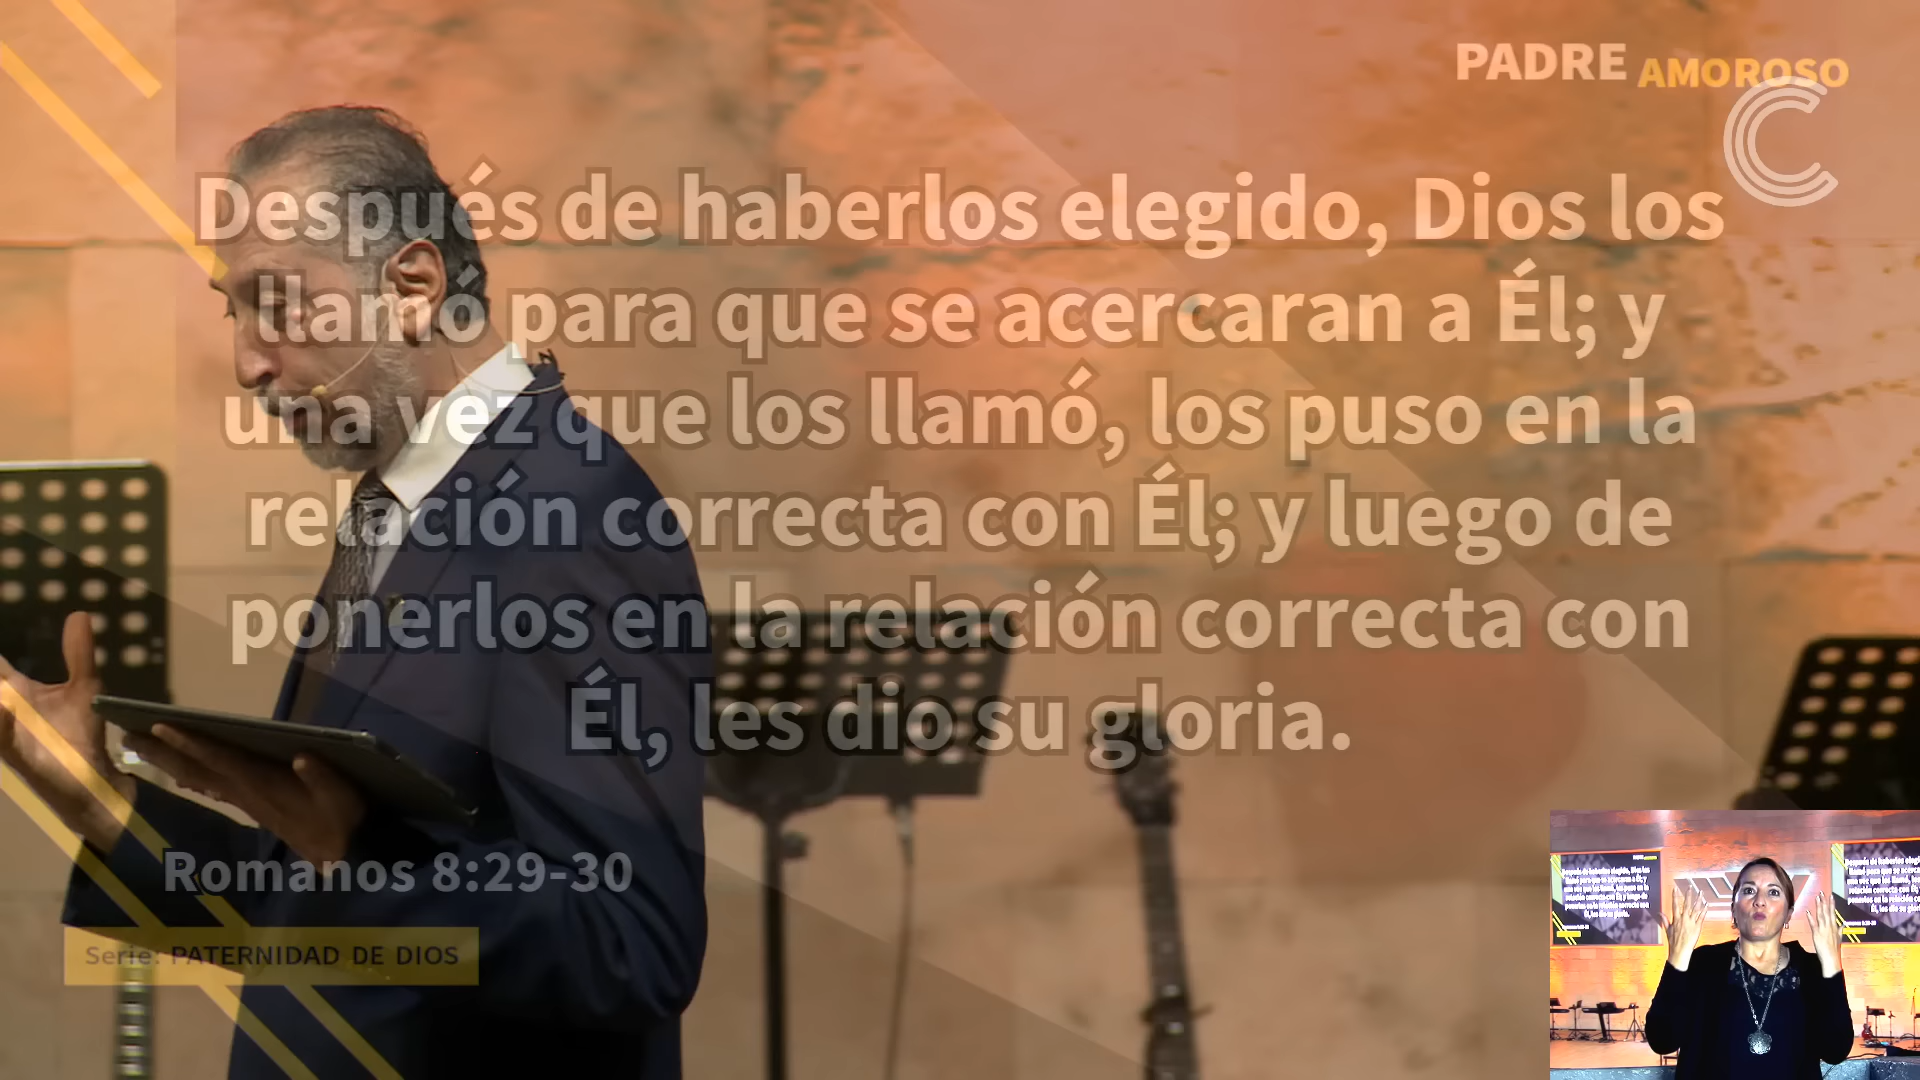 PADRE AMOROSO
Después de haberlos elegido, Dios los
llamó para que se acercaran a Él; y
una vez que los llamó, los puso en la
relación correcta con Él; y luego de
ponerlos en la relación correcta con
Él, les dio su gloria.
Romanos 8:29-30
Serie: PATERNIDAD DE DIOS